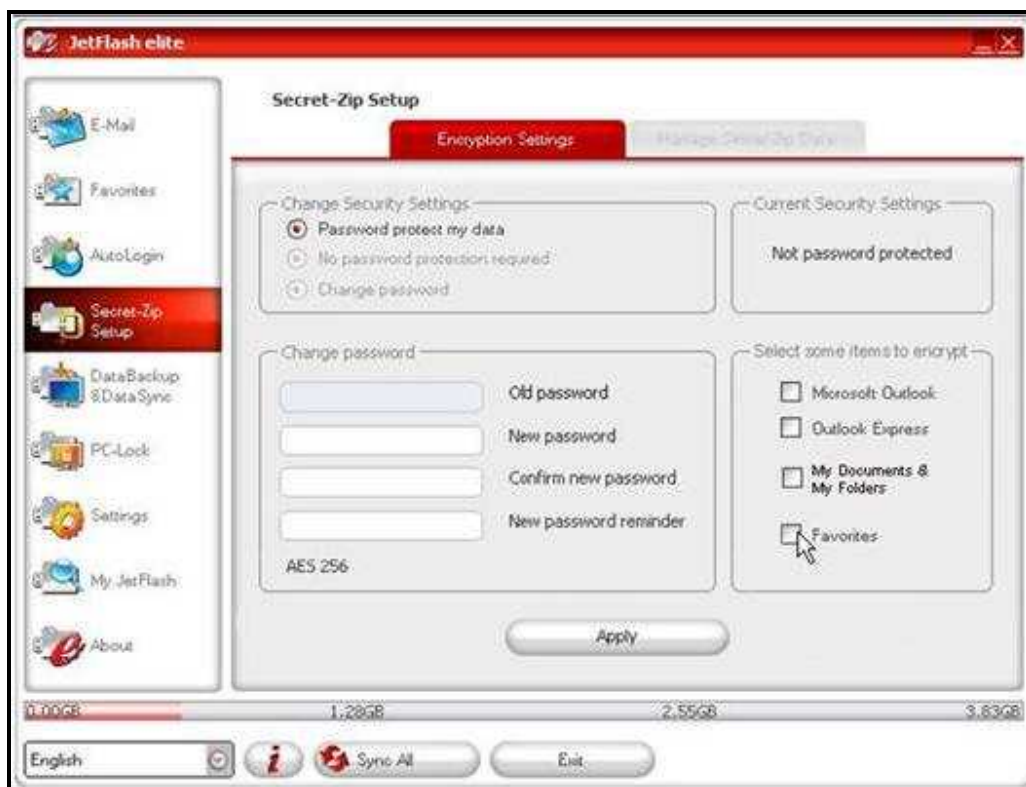 JetFlash elite
E-Mail
Favorites
AutoLogin
Secret-Zip
Setup
DataBackup
&DataSync
PC-Lock
Settings
My JetFlash
About
Secret-Zip Setup
Encryption Settings
Manage Secret-Zip Data
Change Security Settings
Password protect my data
No password protection required
Change password
Current Security Settings
Not password protected
Change password
Old password
New password
Confirm new password
New password reminder
AES 256
Select some items to encrypt
Microsoft Outlook
Outlook Express
My Documents &
My Folders
Favorites
Apply
0.00GB 1.28GB 2.55GB 3.83GB
English
i
Sync All
Exit